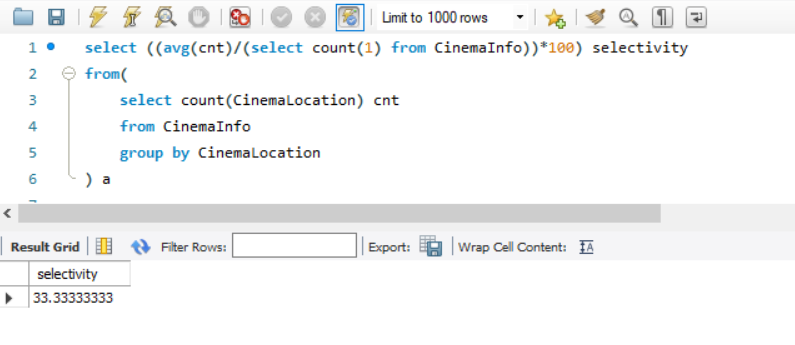 Limit to 1000 rows
1 select ((avg(cnt)/(select count(1) from CinemaInfo))*100) selectivity
2 from(
3 select count(CinemaLocation) cnt
4 from CinemaInfo
5 group by CinemaLocation
6 ) a
Result Grid Filter Rows: Export: Wrap Cell Content: IA
selectivity
33.33333333